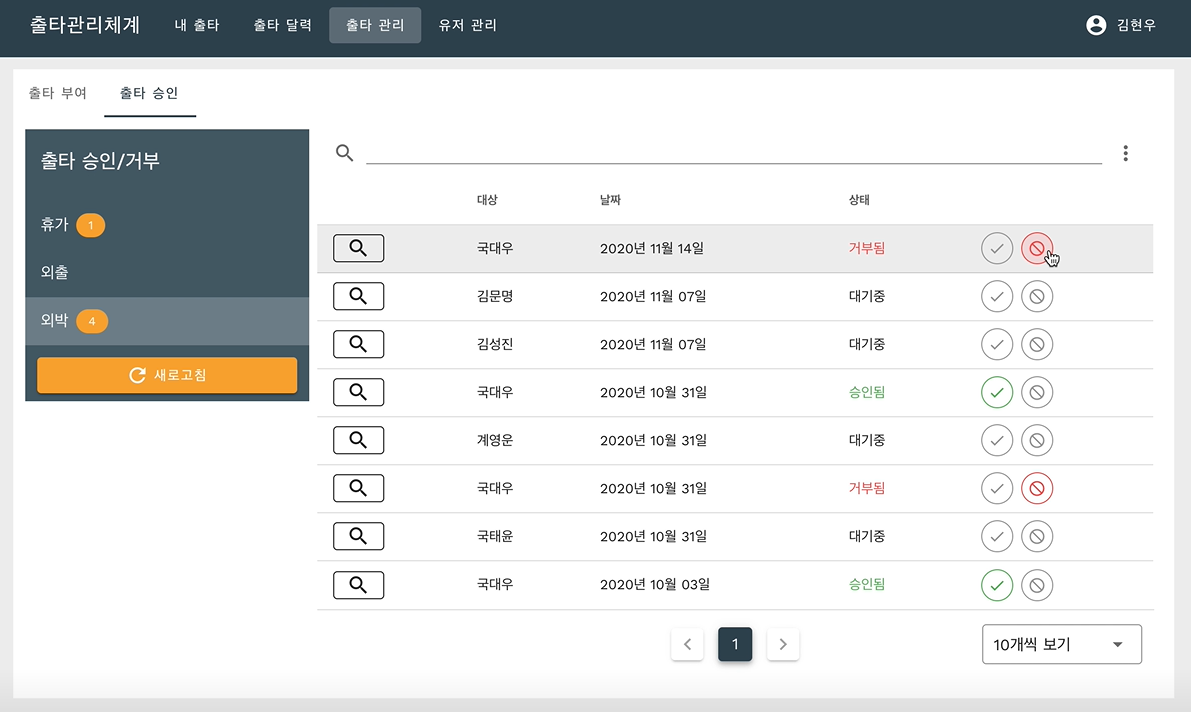 출타관리체계 내 출타 출타 달력 출타 관리 유저 관리 김현우
출타 부여 출타 승인
출타 승인/거부
휴가 1
외출
외박 4
새로고침
대상 날짜 상태
국대우 2020년 11월 14일 거부됨
김문명 2020년 11월 07일 대기중
김성진 2020년 11월 07일 대기중
국대우 2020년 10월 31일 승인됨
계영운 2020년 10월 31일 대기중
국대우 2020년 10월 31일 거부됨
국태윤 2020년 10월 31일 대기중
국대우 2020년 10월 03일 승인됨
1
10개씩 보기